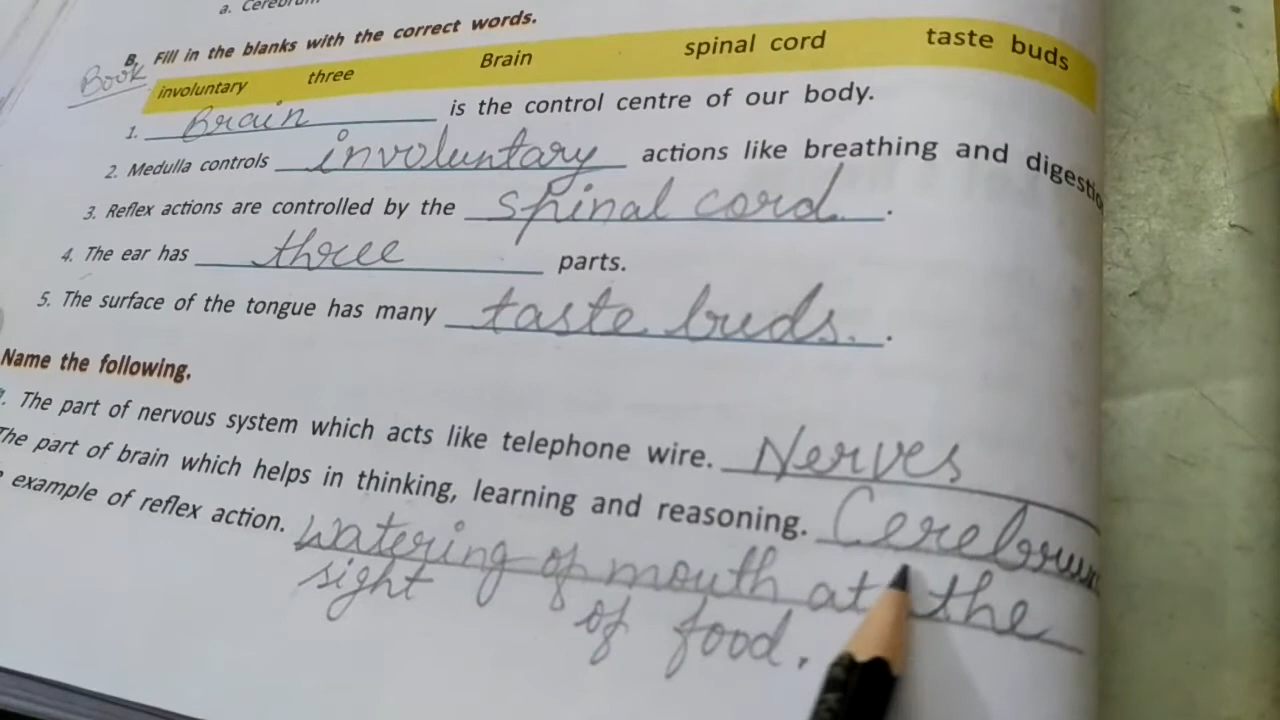 a. Cerebrum
B. Fill in the blanks with the correct words.
Book
involuntary three Brain spinal cord taste buds
1. Brain is the control centre of our body.
2. Medulla controls involuntary actions like breathing and digestio
3. Reflex actions are controlled by the spinal cord.
4. The ear has three parts.
5. The surface of the tongue has many taste buds. .
Name the following.
. The part of nervous system which acts like telephone wire. Nerves
The part of brain which helps in thinking, learning and reasoning. Cerebrum
example of reflex action. Watering of mouth at the
sight of food.